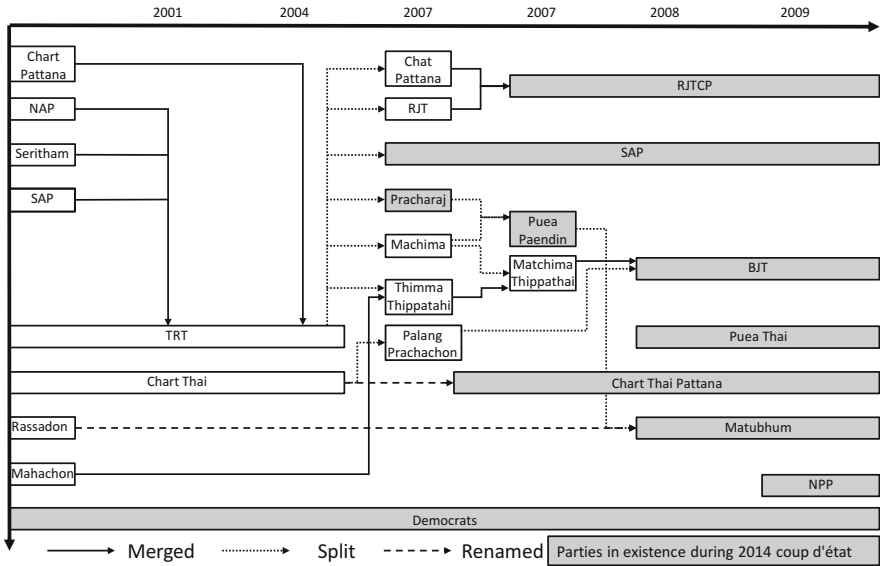 2001 2004 2007 2007 2008 2009
Chart
Pattana
Chat
Pattana
RJTCP
NAP
RJT
Seritham
SAP
SAP
Pracharaj
Puea
Paendin
Machima
Matchima
Thippathai
BJT
Thimma
Thippatahi
TRT
Palang
Prachachon
Puea Thai
Chart Thai
Chart Thai Pattana
Rassadon
Matubhum
Mahachon
NPP
Democrats
Merged
Split
Renamed
Parties in existence during 2014 coup d'état